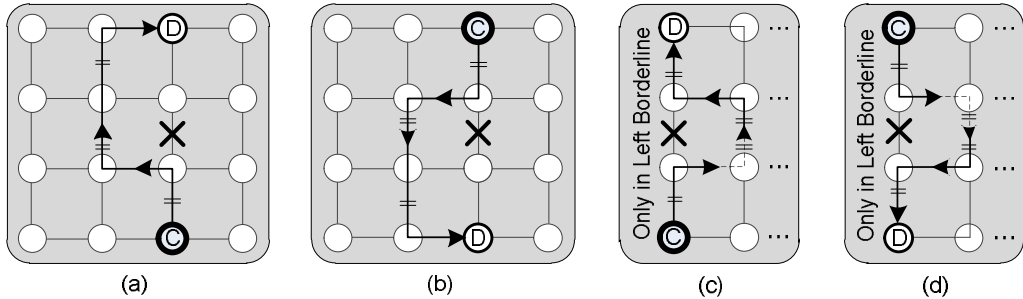 D
C
(a)
C
D
(b)
Only in Left Borderline
D
...
...
...
C
...
(c)
Only in Left Borderline
C
...
...
...
D
...
(d)